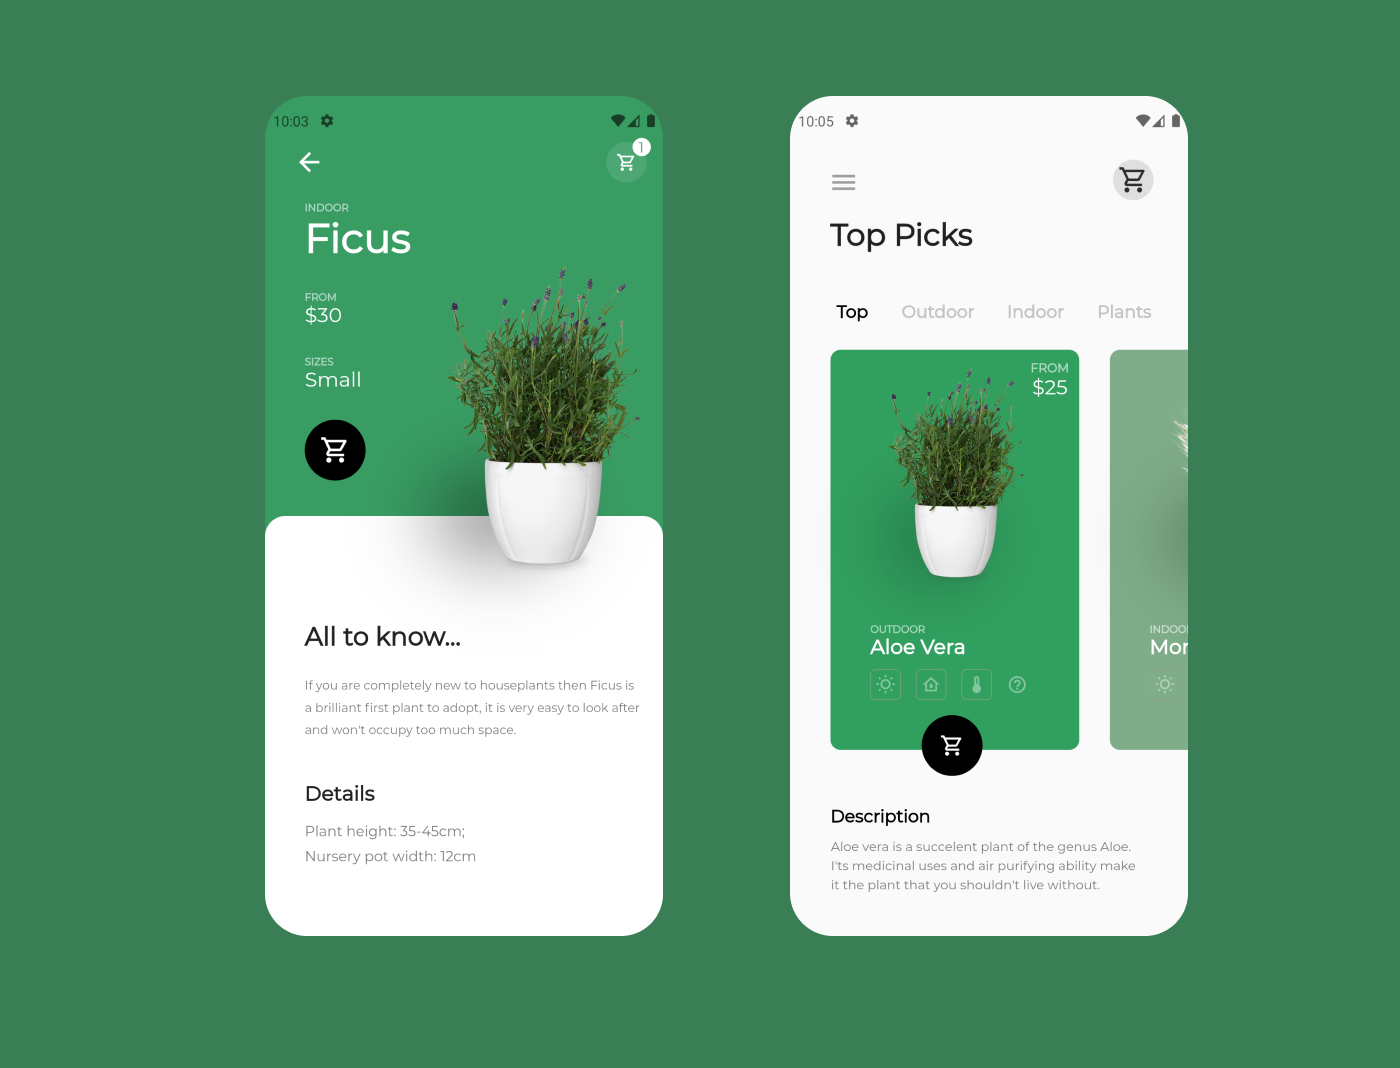 10:03
1
INDOOR
Ficus
FROM
$30
SIZES
Small
All to know...
If you are completely new to houseplants then Ficus is
a brilliant first plant to adopt, it is very easy to look after
and won't occupy too much space.
Details
Plant height: 35-45cm;
Nursery pot width: 12cm
10:05
Top Picks
Top Outdoor Indoor Plants
FROM
$25
OUTDOOR
Aloe Vera
INDOO
Mor
Description
Aloe vera is a succelent plant of the genus Aloe.
I'ts medicinal uses and air purifying ability make
it the plant that you shouldn't live without.